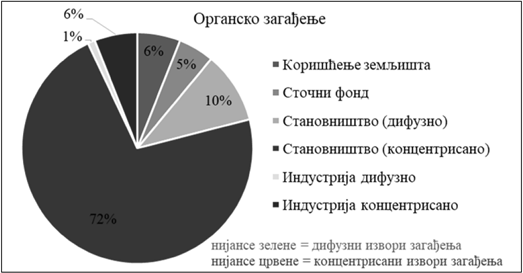 Органско загађење
6%
1%
6%
5%
10%
72%
Коришћење земљишта
Сточни фонд
Становништво (дифузно)
Становништво (концентрисано)
Индустрија дифузно
Индустрија концентрисано
нијансе зелене = дифузни извори загађења
нијансе црвене = концентрисани извори загађења